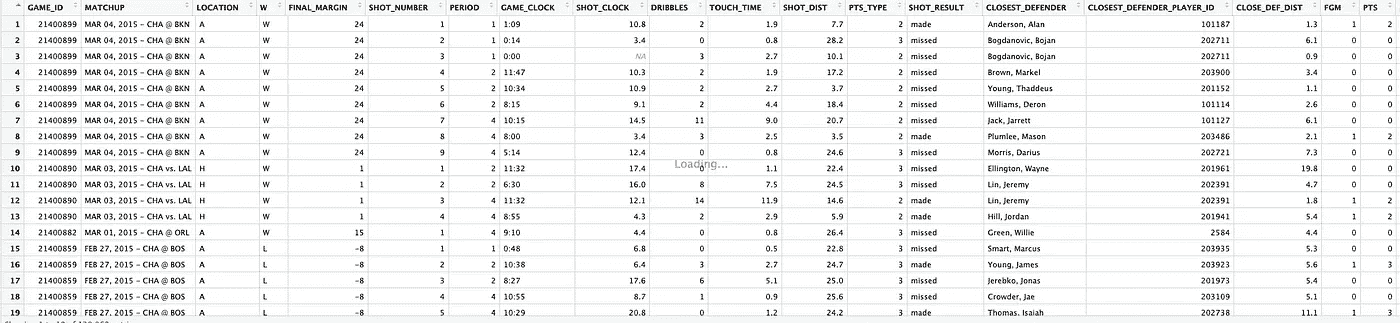 GAME_ID MATCHUP LOCATION W FINAL_MARGIN SHOT_NUMBER PERIOD GAME_CLOCK SHOT_CLOCK DRIBBLES TOUCH_TIME SHOT_DIST PTS_TYPE SHOT_RESULT CLOSEST_DEFENDER CLOSEST_DEFENDER_PLAYER_ID CLOSE_DEF_DIST FGM PTS
1 21400899 MAR 04, 2015 - CHA @ BKN A W 24 1 1 1:09 10.8 2 1.9 7.7 2 made Anderson, Alan 101187 1.3 1 2
2 21400899 MAR 04, 2015 - CHA @ BKN A W 24 2 1 0:14 3.4 0 0.8 28.2 3 missed Bogdanovic, Bojan 202711 6.1 0 0
3 21400899 MAR 04, 2015 - CHA @ BKN A W 24 3 1 0:00 NA 3 2.7 10.1 2 missed Bogdanovic, Bojan 202711 0.9 0 0
4 21400899 MAR 04, 2015 - CHA @ BKN A W 24 4 2 11:47 10.3 2 1.9 17.2 2 missed Brown, Markel 203900 3.4 0 0
5 21400899 MAR 04, 2015 - CHA @ BKN A W 24 5 2 10:34 10.9 2 2.7 3.7 2 missed Young, Thaddeus 201152 1.1 0 0
6 21400899 MAR 04, 2015 - CHA @ BKN A W 24 6 2 8:15 9.1 2 4.4 18.4 2 missed Williams, Deron 101114 2.6 0 0
7 21400899 MAR 04, 2015 - CHA @ BKN A W 24 7 4 10:15 14.5 11 9.0 20.7 2 missed Jack, Jarrett 101127 6.1 0 0
8 21400899 MAR 04, 2015 - CHA @ BKN A W 24 8 4 8:00 3.4 3 2.5 3.5 2 made Plumlee, Mason 203486 2.1 1 2
9 21400899 MAR 04, 2015 - CHA @ BKN A W 24 9 4 5:14 12.4 0 0.8 24.6 3 missed Morris, Darius 202721 7.3 0 0
Loading...
10 21400890 MAR 03, 2015 - CHA vs. LAL H W 1 1 2 11:32 17.4 0 1.1 22.4 3 missed Ellington, Wayne 201961 19.8 0 0
11 21400890 MAR 03, 2015 - CHA vs. LAL H W 1 2 2 6:30 16.0 8 7.5 24.5 3 missed Lin, Jeremy 202391 4.7 0 0
12 21400890 MAR 03, 2015 - CHA vs. LAL H W 1 3 4 11:32 12.1 14 11.9 14.6 2 made Lin, Jeremy 202391 1.8 1 2
13 21400890 MAR 03, 2015 - CHA vs. LAL H W 1 4 4 8:55 4.3 2 2.9 5.9 2 made Hill, Jordan 201941 5.4 1 2
14 21400882 MAR 01, 2015 - CHA @ ORL A W 15 1 4 9:10 4.4 0 0.8 26.4 3 missed Green, Willie 2584 4.4 0 0
15 21400859 FEB 27, 2015 - CHA @ BOS A L -8 1 1 0:48 6.8 0 0.5 22.8 3 missed Smart, Marcus 203935 5.3 0 0
16 21400859 FEB 27, 2015 - CHA @ BOS A L -8 2 2 10:38 6.4 3 2.7 24.7 3 made Young, James 203923 5.6 1 3
17 21400859 FEB 27, 2015 - CHA @ BOS A L -8 3 2 8:27 17.6 6 5.1 25.0 3 missed Jerebko, Jonas 201973 5.4 0 0
18 21400859 FEB 27, 2015 - CHA @ BOS A L -8 4 4 10:55 8.7 1 0.9 25.6 3 missed Crowder, Jae 203109 5.1 0 0
19 21400859 FEB 27, 2015 - CHA @ BOS A L -8 5 4 10:29 20.8 0 1.2 24.2 3 made Thomas, Isaiah 202738 11.1 1 3